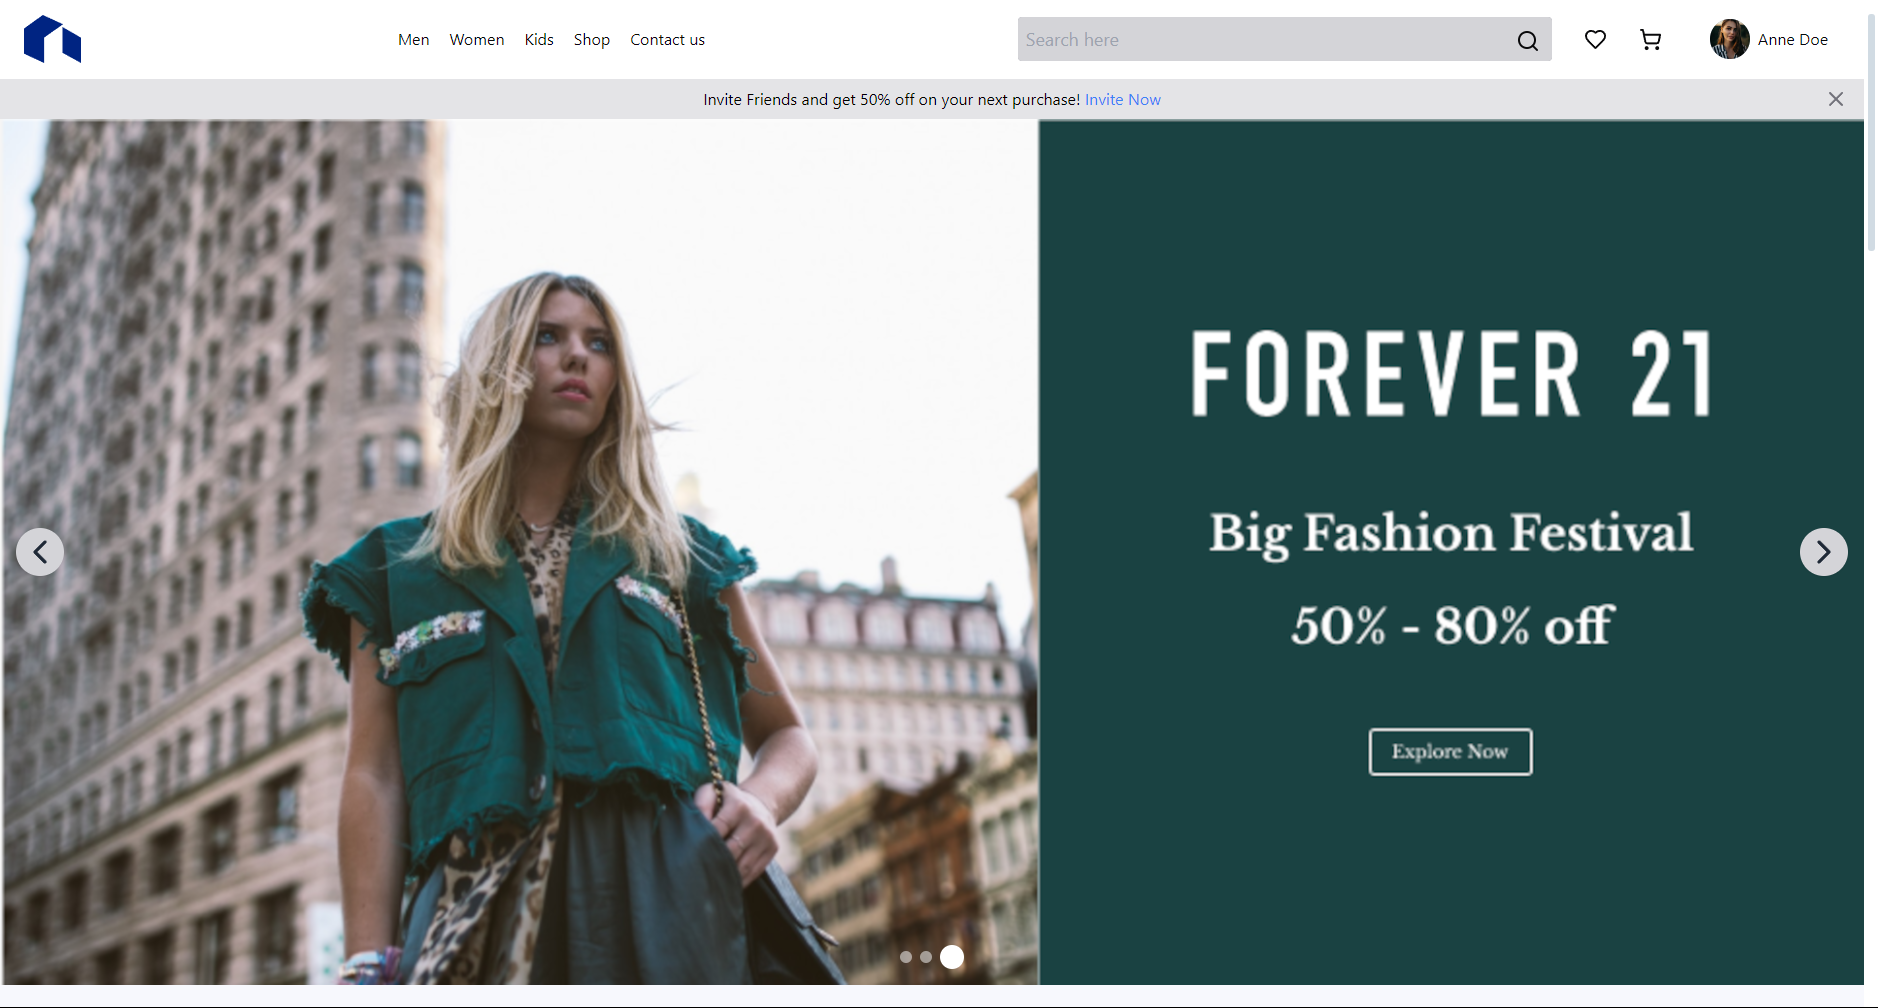 Men Women Kids Shop Contact us Search here Anne Doe
Invite Friends and get 50% off on your next purchase! Invite Now
FOREVER 21
Big Fashion Festival
50% - 80% off
Explore Now